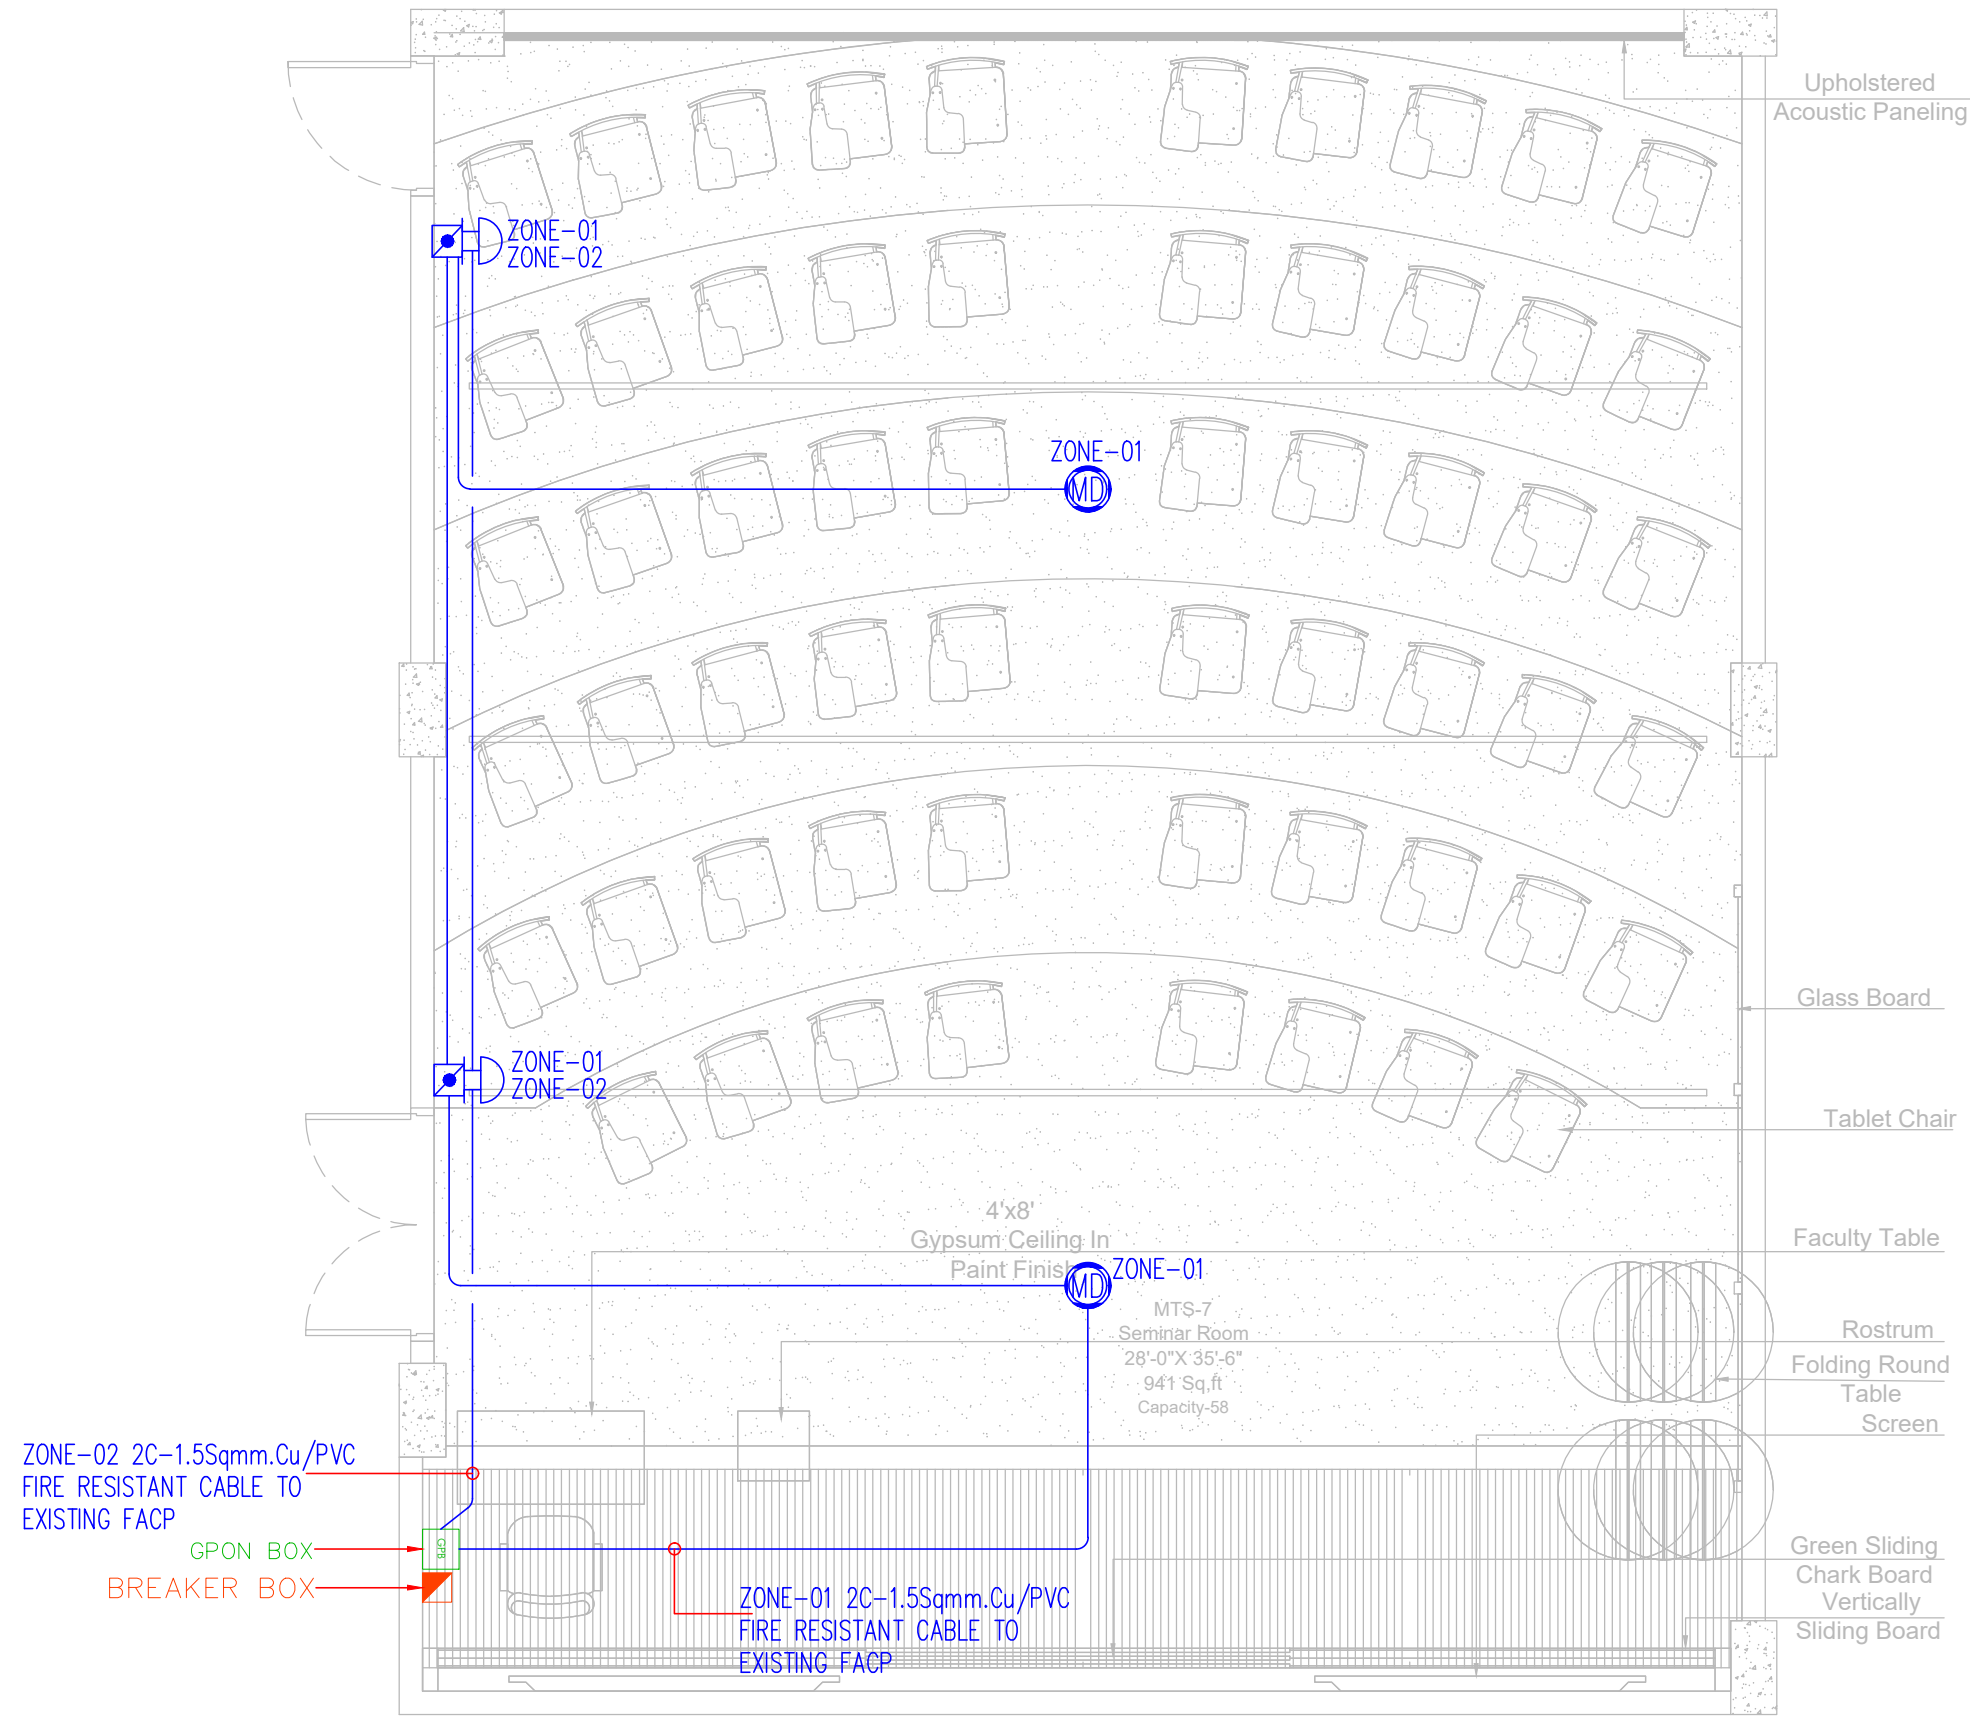 Upholstered
Acoustic Paneling
ZONE-01
ZONE-02
ZONE-01
MD
Glass Board
ZONE-01
ZONE-02
Tablet Chair
4'x8'
Gypsum Ceiling In
Paint Finish
Faculty Table
ZONE-01
MD
MTS-7
Seminar Room
28'-0"X 35'-6"
941 Sq,ft
Capacity-58
Rostrum
Folding Round
Table
Screen
ZONE-02 2C-1.5Sqmm.Cu/PVC
FIRE RESISTANT CABLE TO
EXISTING FACP
GPON BOX
GPB
BREAKER BOX
Green Sliding
Chark Board
Vertically
Sliding Board
ZONE-01 2C-1.5Sqmm.Cu/PVC
FIRE RESISTANT CABLE TO
EXISTING FACP